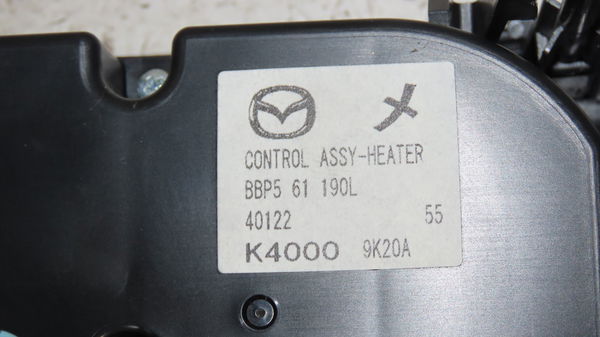 CONTROL ASSY-HEATER
BBP5 61 190L
40122 55
K4000 9K20A